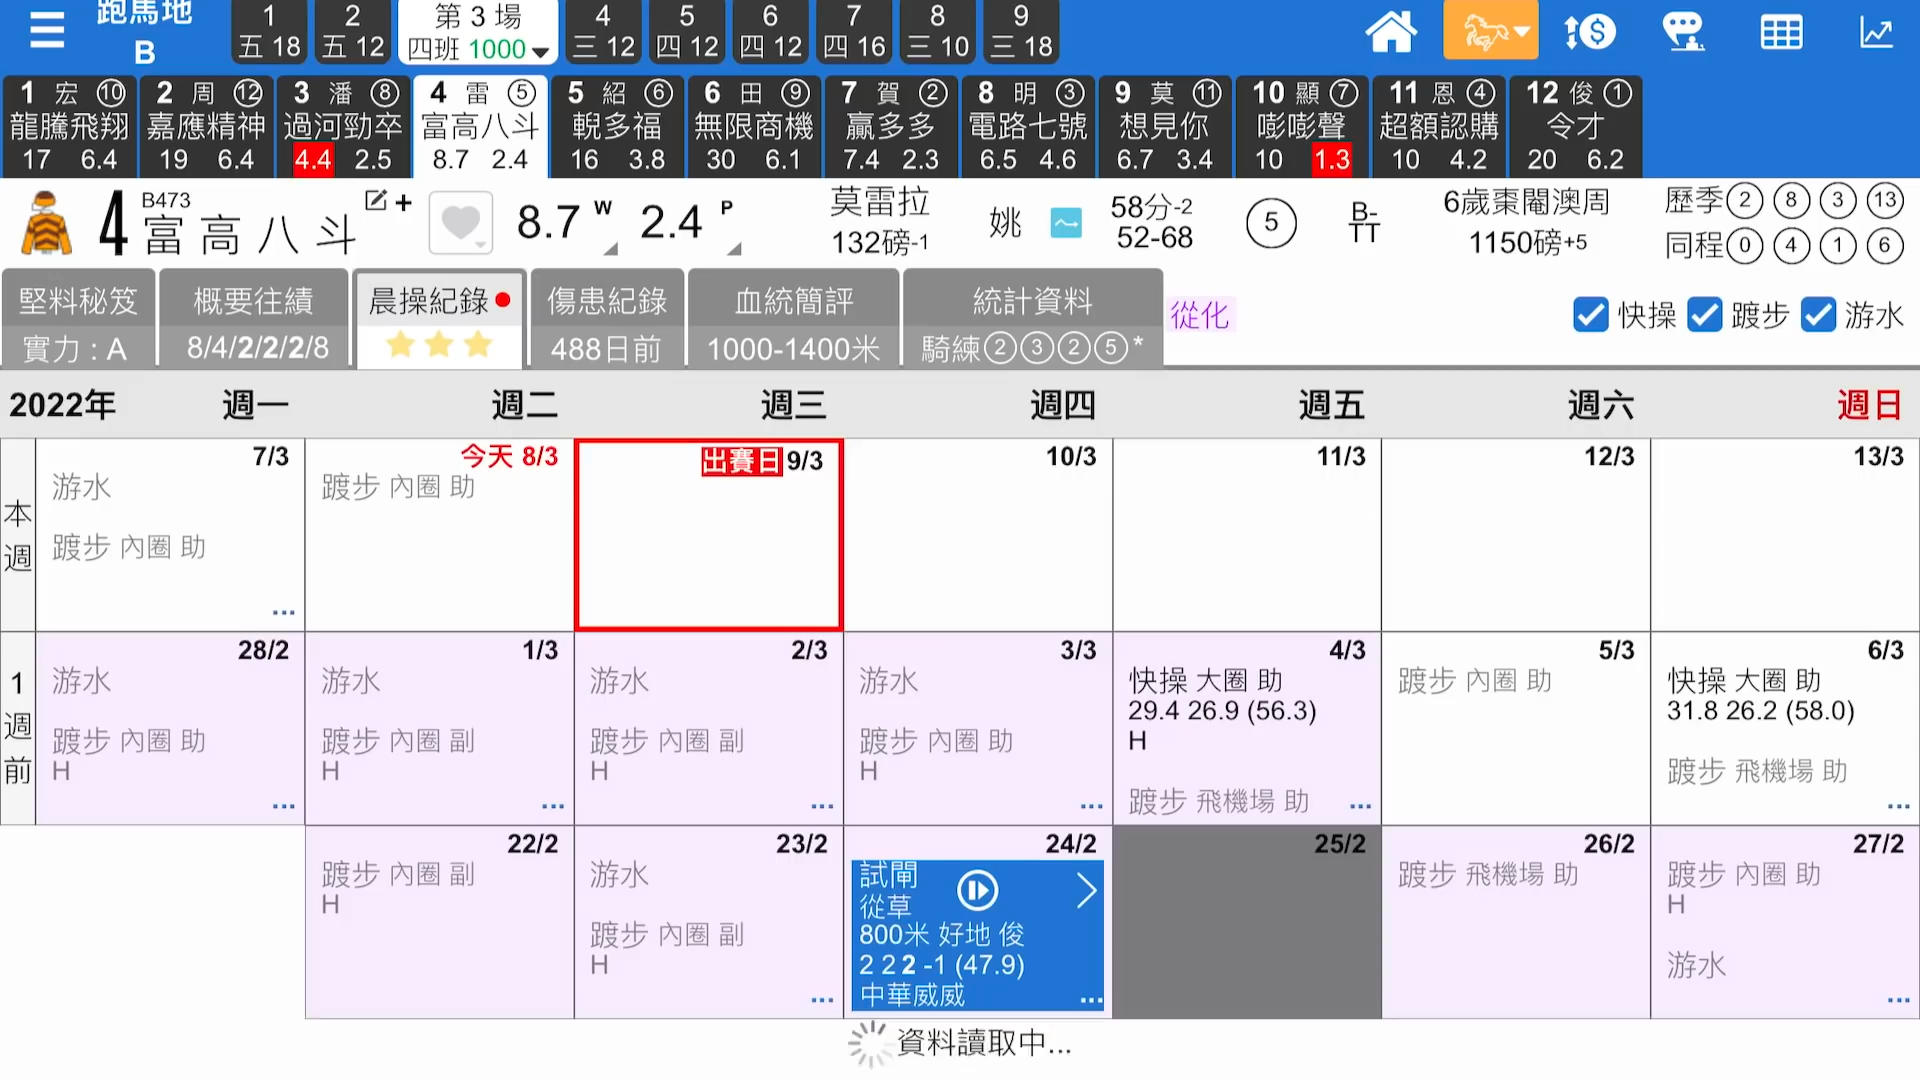 跑馬地
B
1
五 18
2
五 12
第 3 場
四班 1000
4
三 12
5
四 12
6
四 12
7
四 16
8
三 10
9
三 18
1 宏 ⑩
龍騰飛翔
17 6.4
2 周 ⑫
嘉應精神
19 6.4
3 潘 ⑧
過河勁卒
4.4 2.5
4 雷 ⑤
富高八斗
8.7 2.4
5 紹 ⑥
輗多福
16 3.8
6 田 ⑨
無限商機
30 6.1
7 賀 ②
贏多多
7.4 2.3
8 明 ③
電路七號
6.5 4.6
9 莫 ⑪
想見你
6.7 3.4
10 顯 ⑦
嘭嘭聲
10 1.3
11 恩 ④
超額認購
10 4.2
12 俊 ①
令才
20 6.2
4
B473
富高八斗
8.7 W 2.4 P
莫雷拉
132磅-1
姚
58分-2
52-68
⑤
B-
TT
6歲棗閹澳周
1150磅+5
歷季 ② ⑧ ③ ⑬
同程 ⓪ ④ ① ⑥
堅料秘笈
實力 : A
概要往績
8/4/2/2/2/8
晨操紀錄
傷患紀錄
488日前
血統簡評
1000-1400米
統計資料
騎練②③②⑤*
從化
快操 踱步 游水
2022年 週一 週二 週三 週四 週五 週六 週日
本週
7/3
游水
踱步 內圈 助
...
今天 8/3
踱步 內圈 助
出賽日 9/3
10/3
11/3
12/3
13/3
1週前
28/2
游水
踱步 內圈 助
H
...
1/3
游水
踱步 內圈 副
H
...
2/3
游水
踱步 內圈 副
H
...
3/3
游水
踱步 內圈 助
H
...
4/3
快操 大圈 助
29.4 26.9 (56.3)
H
踱步 飛機場 助
...
5/3
踱步 內圈 助
6/3
快操 大圈 助
31.8 26.2 (58.0)
踱步 飛機場 助
...
22/2
踱步 內圈 副
H
23/2
游水
踱步 內圈 副
H
...
24/2
試閘
從草
800米 好地 俊
2 2 2 -1 (47.9)
中華威威
...
25/2
26/2
踱步 飛機場 助
27/2
踱步 內圈 助
H
游水
...
資料讀取中...